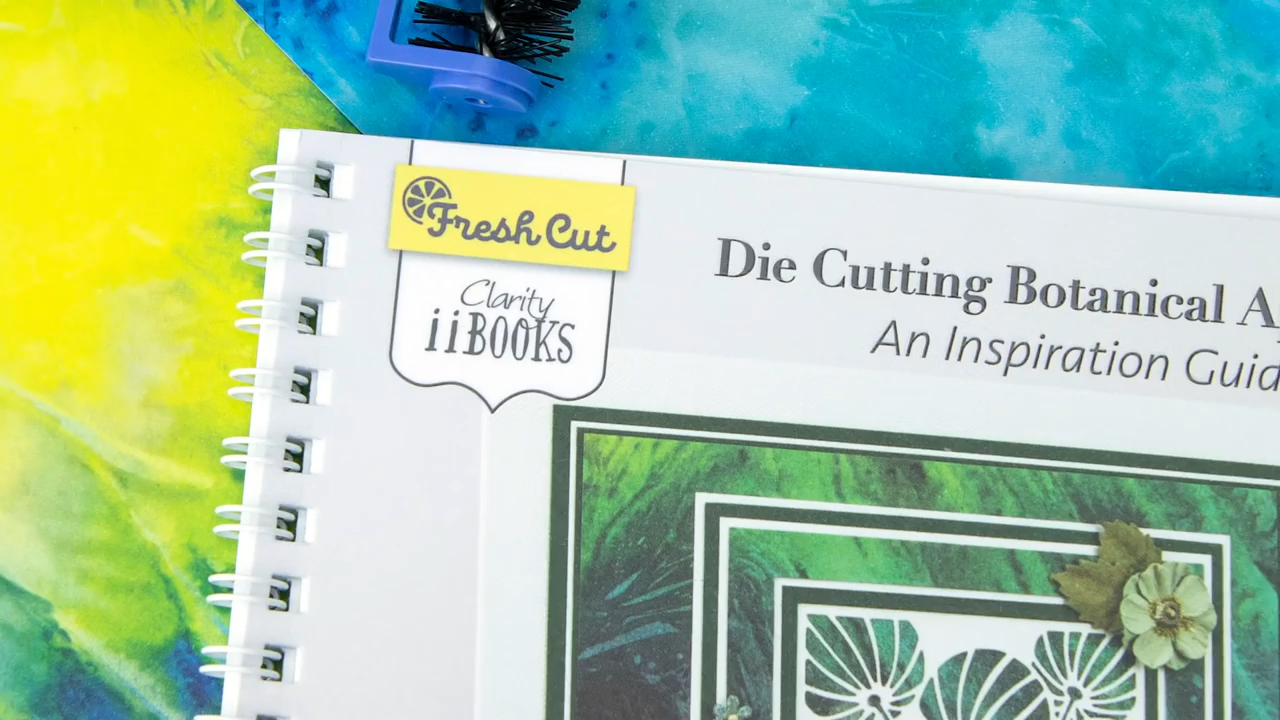 Fresh Cut
Clarity
iiBOOKS
Die Cutting Botanical
An Inspiration